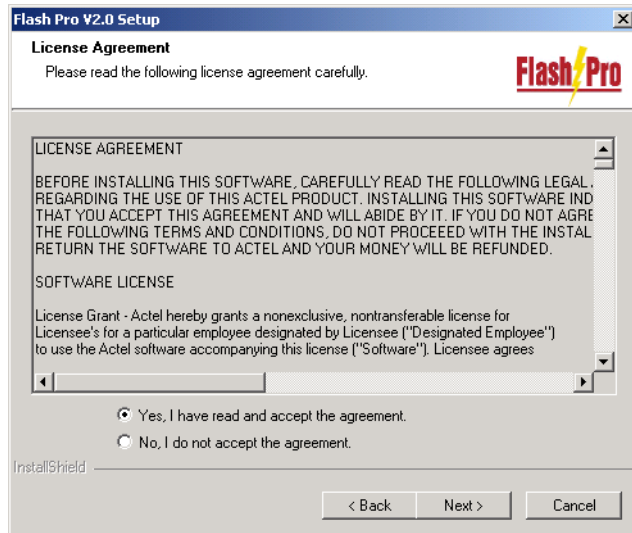 Flash Pro V2.0 Setup
License Agreement
Please read the following license agreement carefully.
Flash Pro
LICENSE AGREEMENT
BEFORE INSTALLING THIS SOFTWARE, CAREFULLY READ THE FOLLOWING LEGAL
REGARDING THE USE OF THIS ACTEL PRODUCT. INSTALLING THIS SOFTWARE IND
THAT YOU ACCEPT THIS AGREEMENT AND WILL ABIDE BY IT. IF YOU DO NOT AGRE
THE FOLLOWING TERMS AND CONDITIONS, DO NOT PROCEEED WITH THE INSTAL
RETURN THE SOFTWARE TO ACTEL AND YOUR MONEY WILL BE REFUNDED.
SOFTWARE LICENSE
License Grant - Actel hereby grants a nonexclusive, nontransferable license for
Licensee's for a particular employee designated by Licensee ("Designated Employee")
to use the Actel software accompanying this license ("Software"). Licensee agrees
Yes, I have read and accept the agreement.
No, I do not accept the agreement.
InstallShield
< Back Next > Cancel